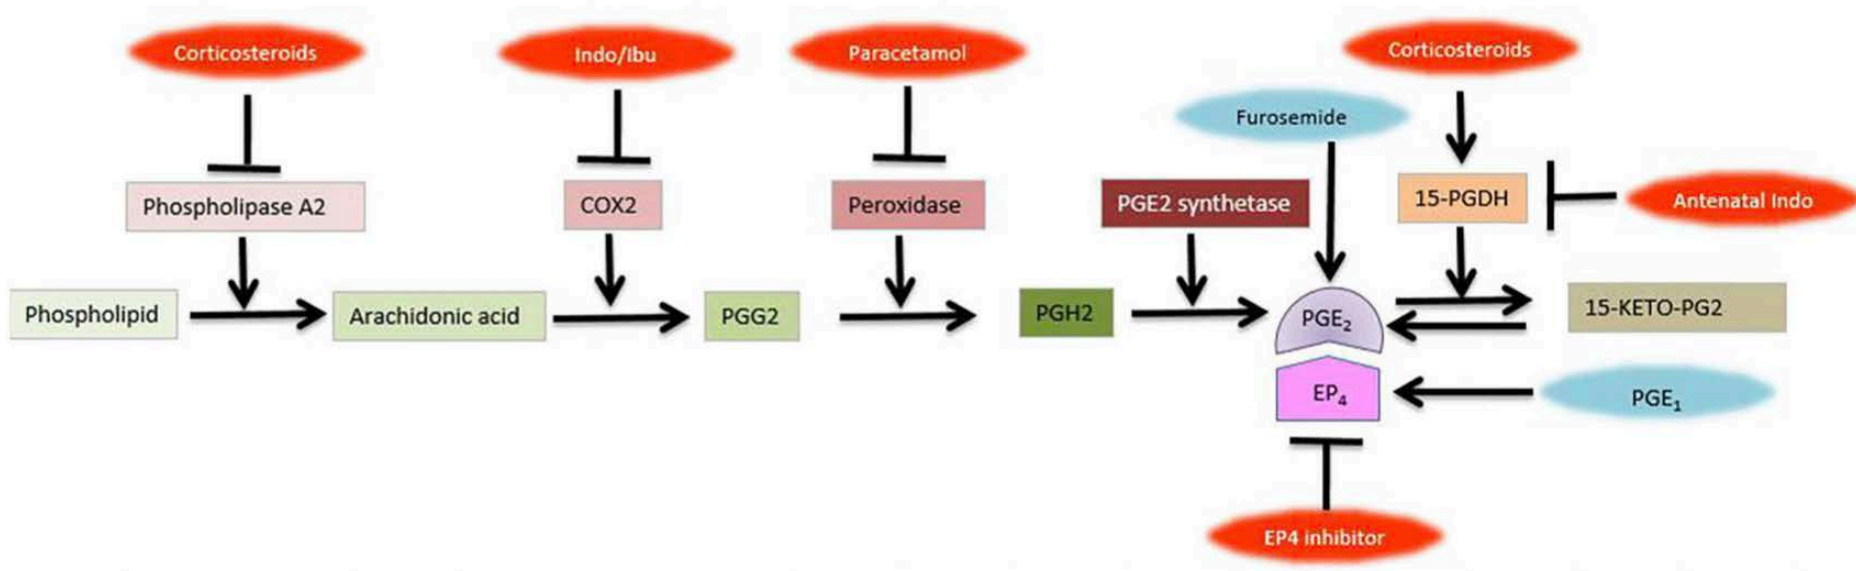 Corticosteroids
Indo/Ibu
Paracetamol
Corticosteroids
Furosemide
Phospholipase A2
COX2
Peroxidase
PGE2 synthetase
15-PGDH
Antenatal Indo
Phospholipid
Arachidonic acid
PGG2
PGH2
PGE₂
15-KETO-PG2
EP₄
PGE₁
EP4 inhibitor